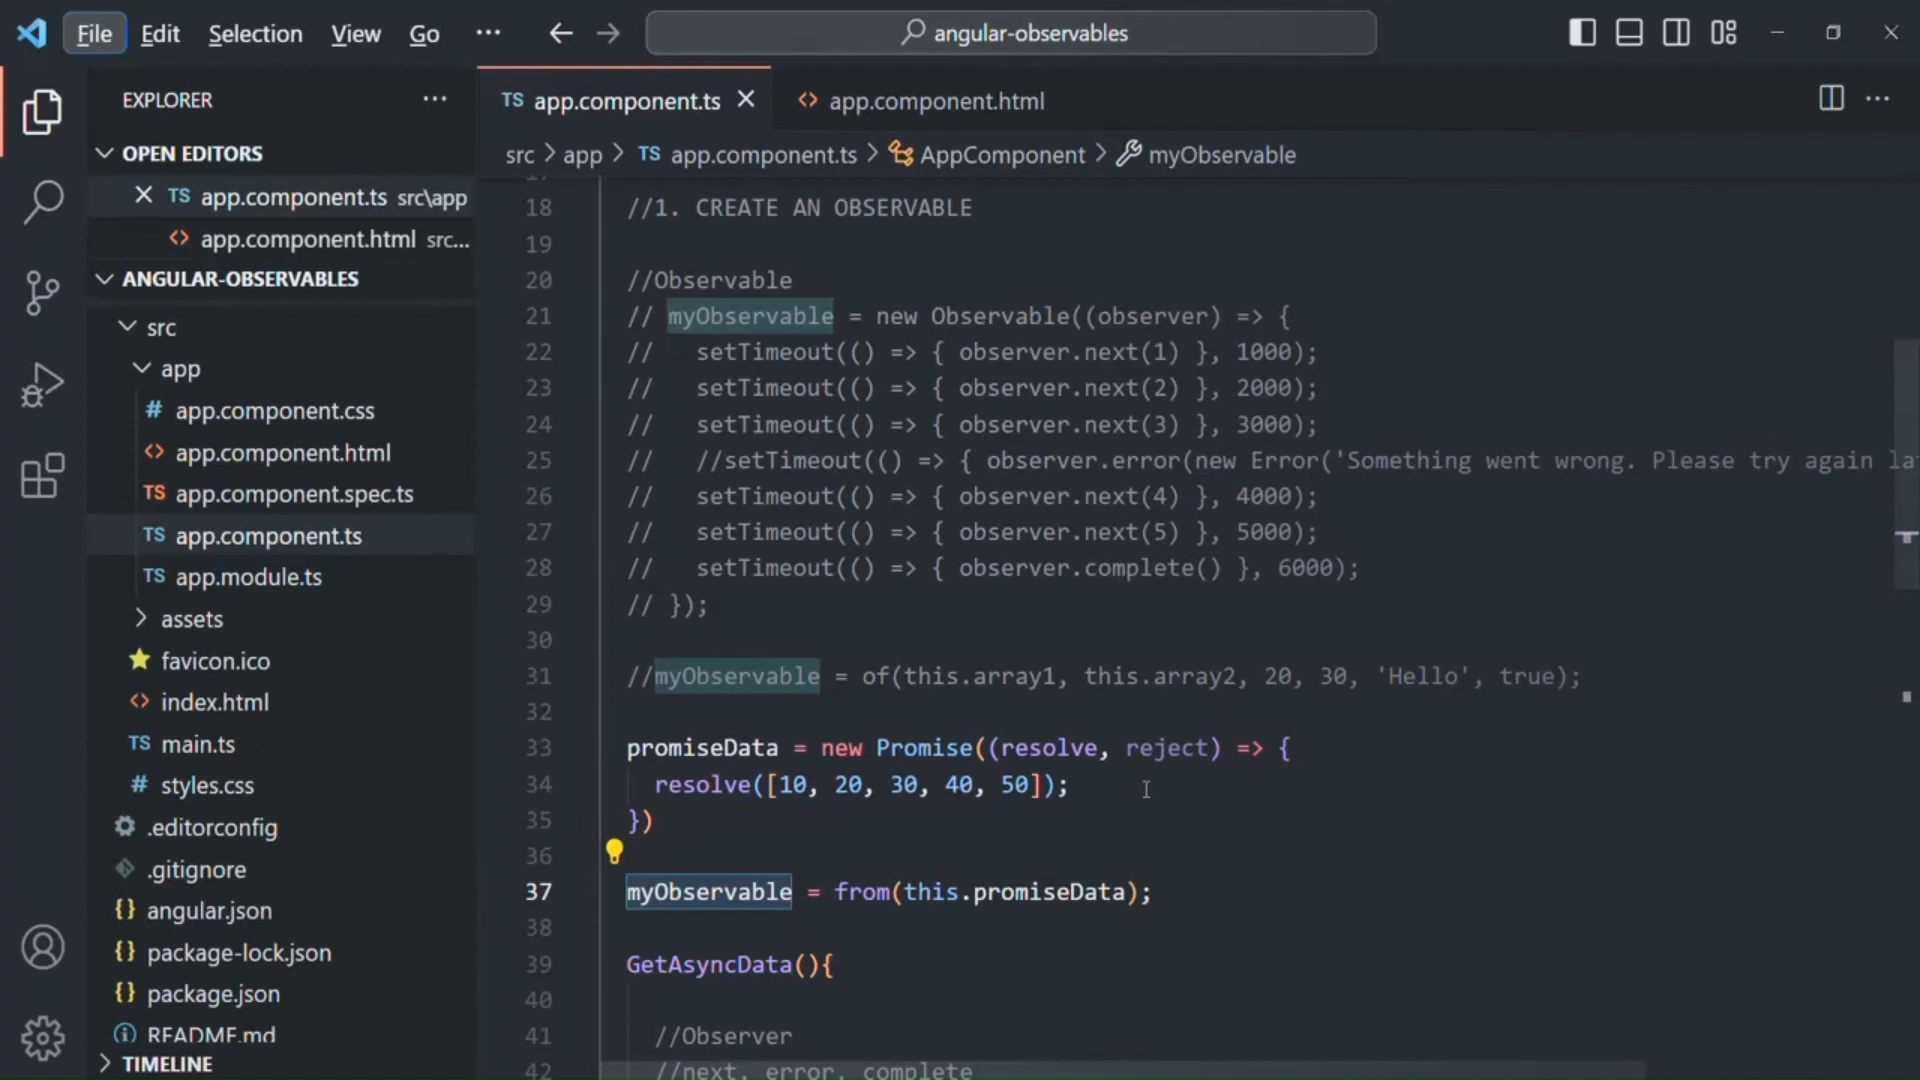 File Edit Selection View Go ··· angular-observables
EXPLORER ···
OPEN EDITORS
TS app.component.ts src\app
<> app.component.html src...
ANGULAR-OBSERVABLES
src
app
# app.component.css
<> app.component.html
TS app.component.spec.ts
TS app.component.ts
TS app.module.ts
assets
favicon.ico
<> index.html
TS main.ts
# styles.css
.editorconfig
.gitignore
{} angular.json
{} package-lock.json
{} package.json
README.md
TIMELINE
TS app.component.ts <> app.component.html
src > app > TS app.component.ts > AppComponent > myObservable
18 //1. CREATE AN OBSERVABLE
19
20 //Observable
21 // myObservable = new Observable((observer) => {
22 //   setTimeout(() => { observer.next(1) }, 1000);
23 //   setTimeout(() => { observer.next(2) }, 2000);
24 //   setTimeout(() => { observer.next(3) }, 3000);
25 //   //setTimeout(() => { observer.error(new Error('Something went wrong. Please try again
26 //   setTimeout(() => { observer.next(4) }, 4000);
27 //   setTimeout(() => { observer.next(5) }, 5000);
28 //   setTimeout(() => { observer.complete() }, 6000);
29 // });
30
31 //myObservable = of(this.array1, this.array2, 20, 30, 'Hello', true);
32
33 promiseData = new Promise((resolve, reject) => {
34   resolve([10, 20, 30, 40, 50]);
35 })
36
37 myObservable = from(this.promiseData);
38
39 GetAsyncData(){
40
41   //Observer
42   //next, error, complete